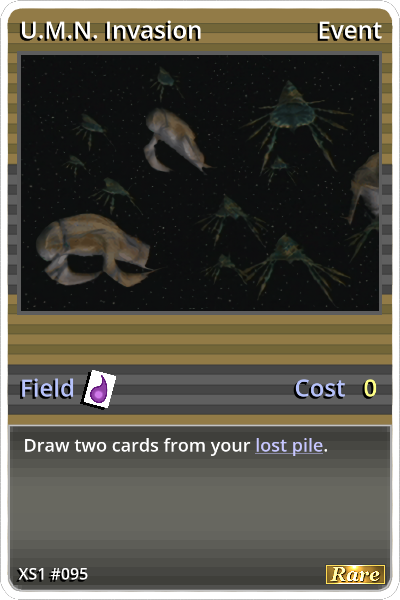 U.M.N. Invasion Event
Field Cost 0
Draw two cards from your lost pile.
XS1 #095 Rare